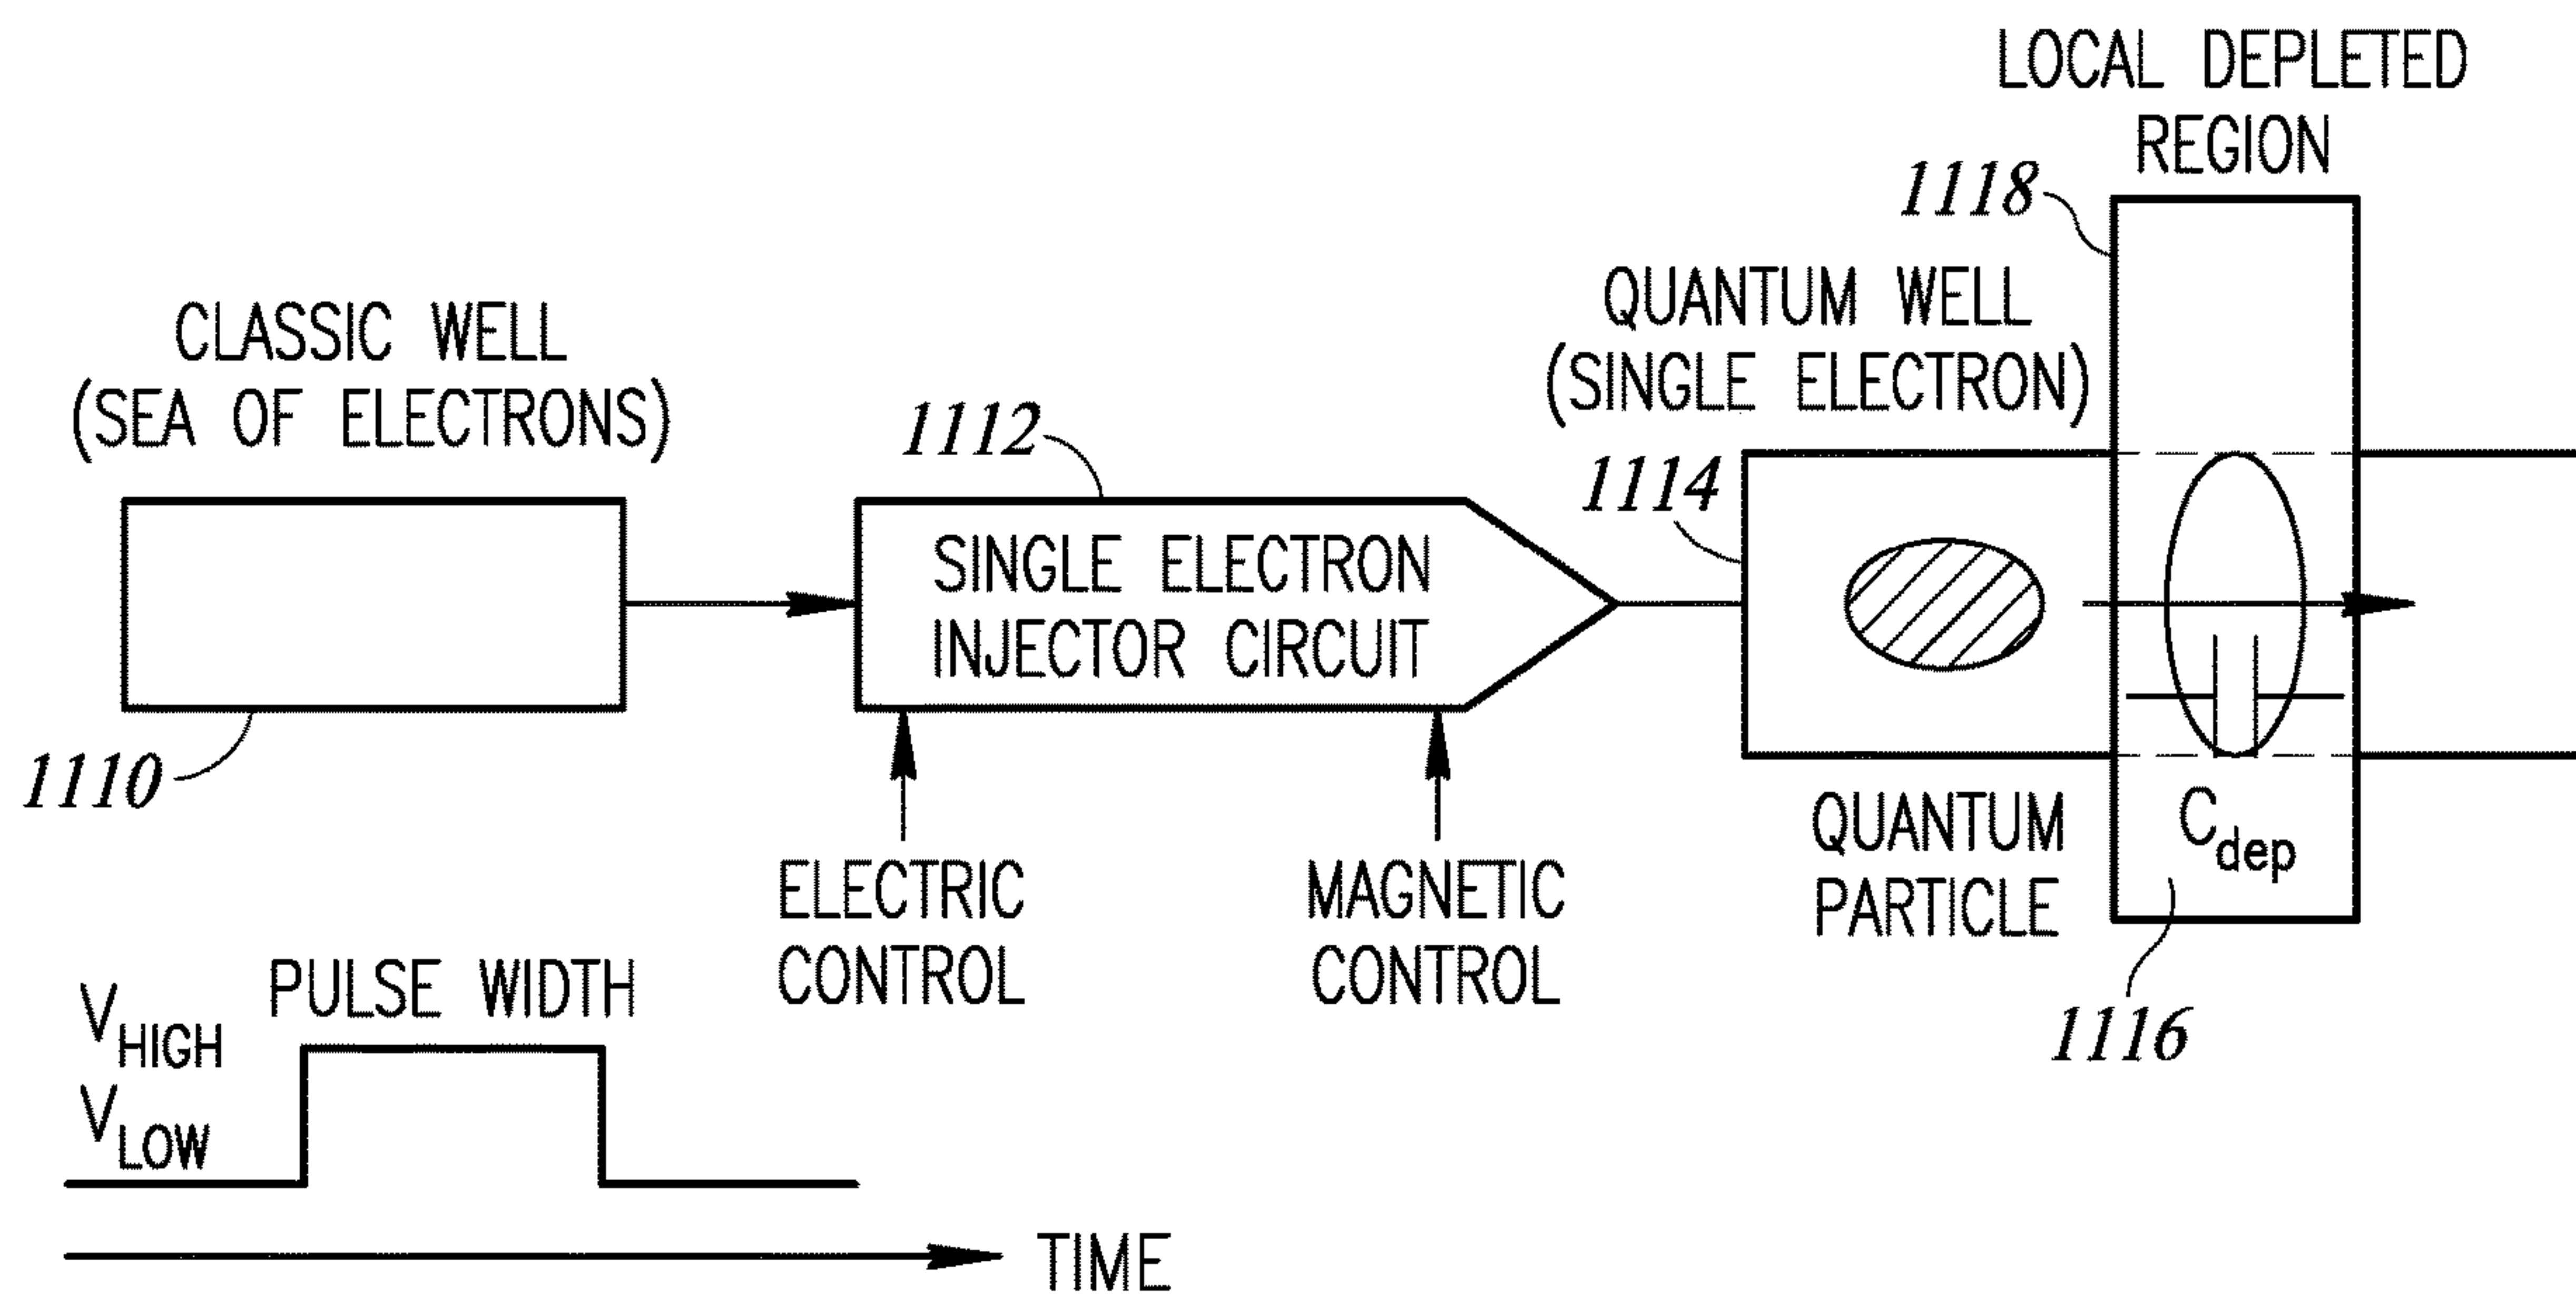 LOCAL DEPLETED
REGION
1118
CLASSIC WELL
(SEA OF ELECTRONS)
QUANTUM WELL
(SINGLE ELECTRON)
1112
1114
SINGLE ELECTRON
INJECTOR CIRCUIT
1110
ELECTRIC
CONTROL
MAGNETIC
CONTROL
QUANTUM
PARTICLE
Cdep
1116
PULSE WIDTH
VHIGH
VLOW
TIME